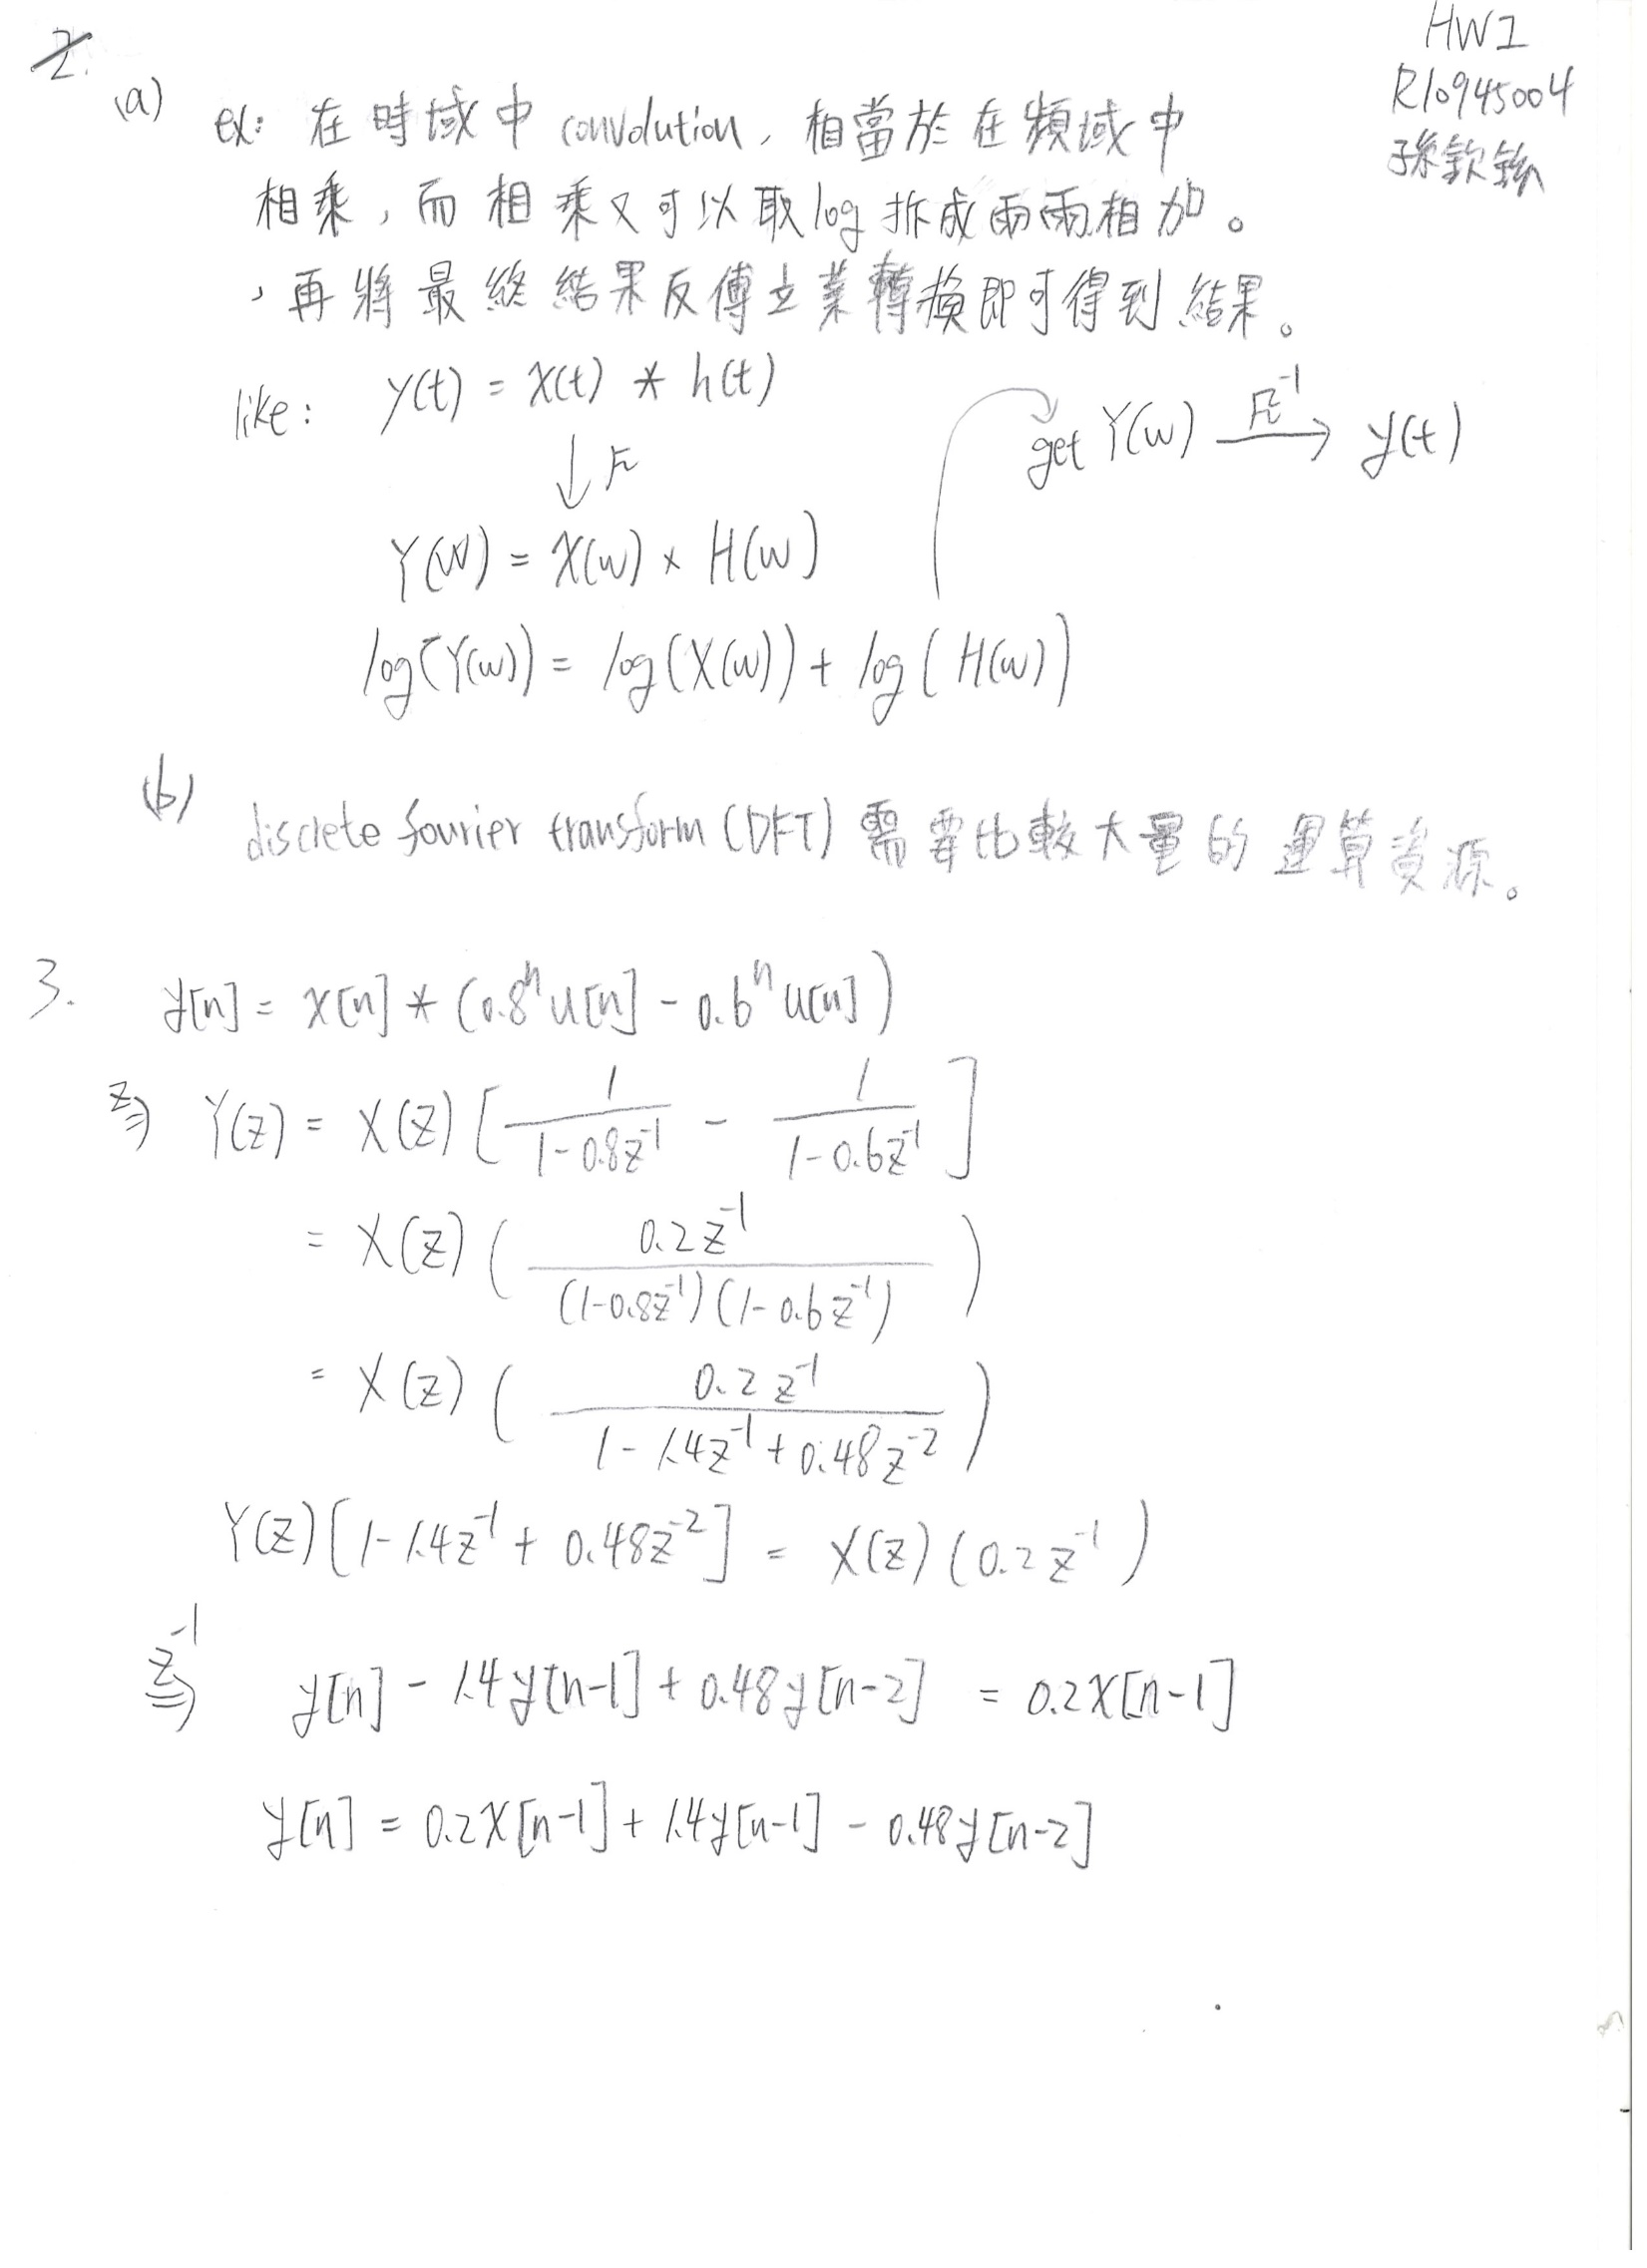 HW1
R10945004
孫欽鉉
2.
(a)
ex: 在時域中 convolution, 相當於在頻域中
相乘, 而相乘又可以取log 拆成兩兩相加。
, 再將最終結果反傅立葉轉換即可得到結果。
like: y(t) = X(t) * h(t)
↓ F
get Y(w) F⁻¹→ y(t)
Y(w) = X(w) × H(w)
log(Y(w)) = log(X(w)) + log(H(w))
(b)
discrete fourier transform (DFT) 需要比較大量的運算資源。
3. y[n] = x[n] * (0.8ⁿu[n] - 0.6ⁿu[n])
z⇒ Y(z) = X(z) [ 1/(1-0.8z⁻¹) - 1/(1-0.6z⁻¹) ]
= X(z) ( 0.2z⁻¹ / (1-0.8z⁻¹)(1-0.6z⁻¹) )
= X(z) ( 0.2z⁻¹ / 1-1.4z⁻¹+0.48z⁻² )
Y(z)[1-1.4z⁻¹ + 0.48z⁻²] = X(z)(0.2z⁻¹)
z⁻¹⇒ y[n] - 1.4y[n-1] + 0.48y[n-2] = 0.2X[n-1]
y[n] = 0.2X[n-1] + 1.4y[n-1] - 0.48y[n-2]